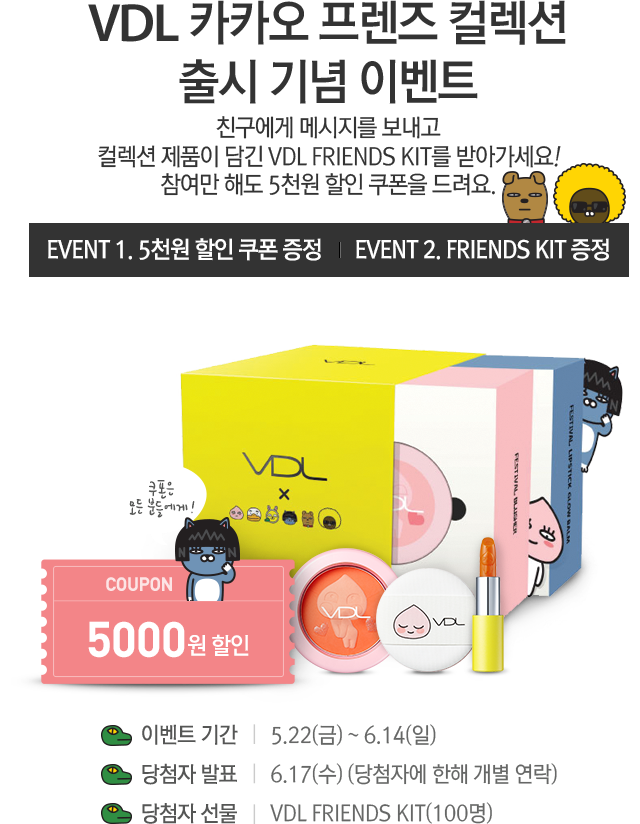 VDL 카카오 프렌즈 컬렉션
출시 기념 이벤트
친구에게 메시지를 보내고
컬렉션 제품이 담긴 VDL FRIENDS KIT를 받아가세요!
참여만 해도 5천원 할인 쿠폰을 드려요.
EVENT 1. 5천원 할인 쿠폰 증정 | EVENT 2. FRIENDS KIT 증정
VDL
VDL
×
FESTIVAL BLUSHER
FESTIVAL LIPSTICK GLOW BALM
쿠폰은
모든 분들에게!
COUPON
5000원 할인
VDL
VDL
이벤트 기간 | 5.22(금) ~ 6.14(일)
당첨자 발표 | 6.17(수) (당첨자에 한해 개별 연락)
당첨자 선물 | VDL FRIENDS KIT(100명)